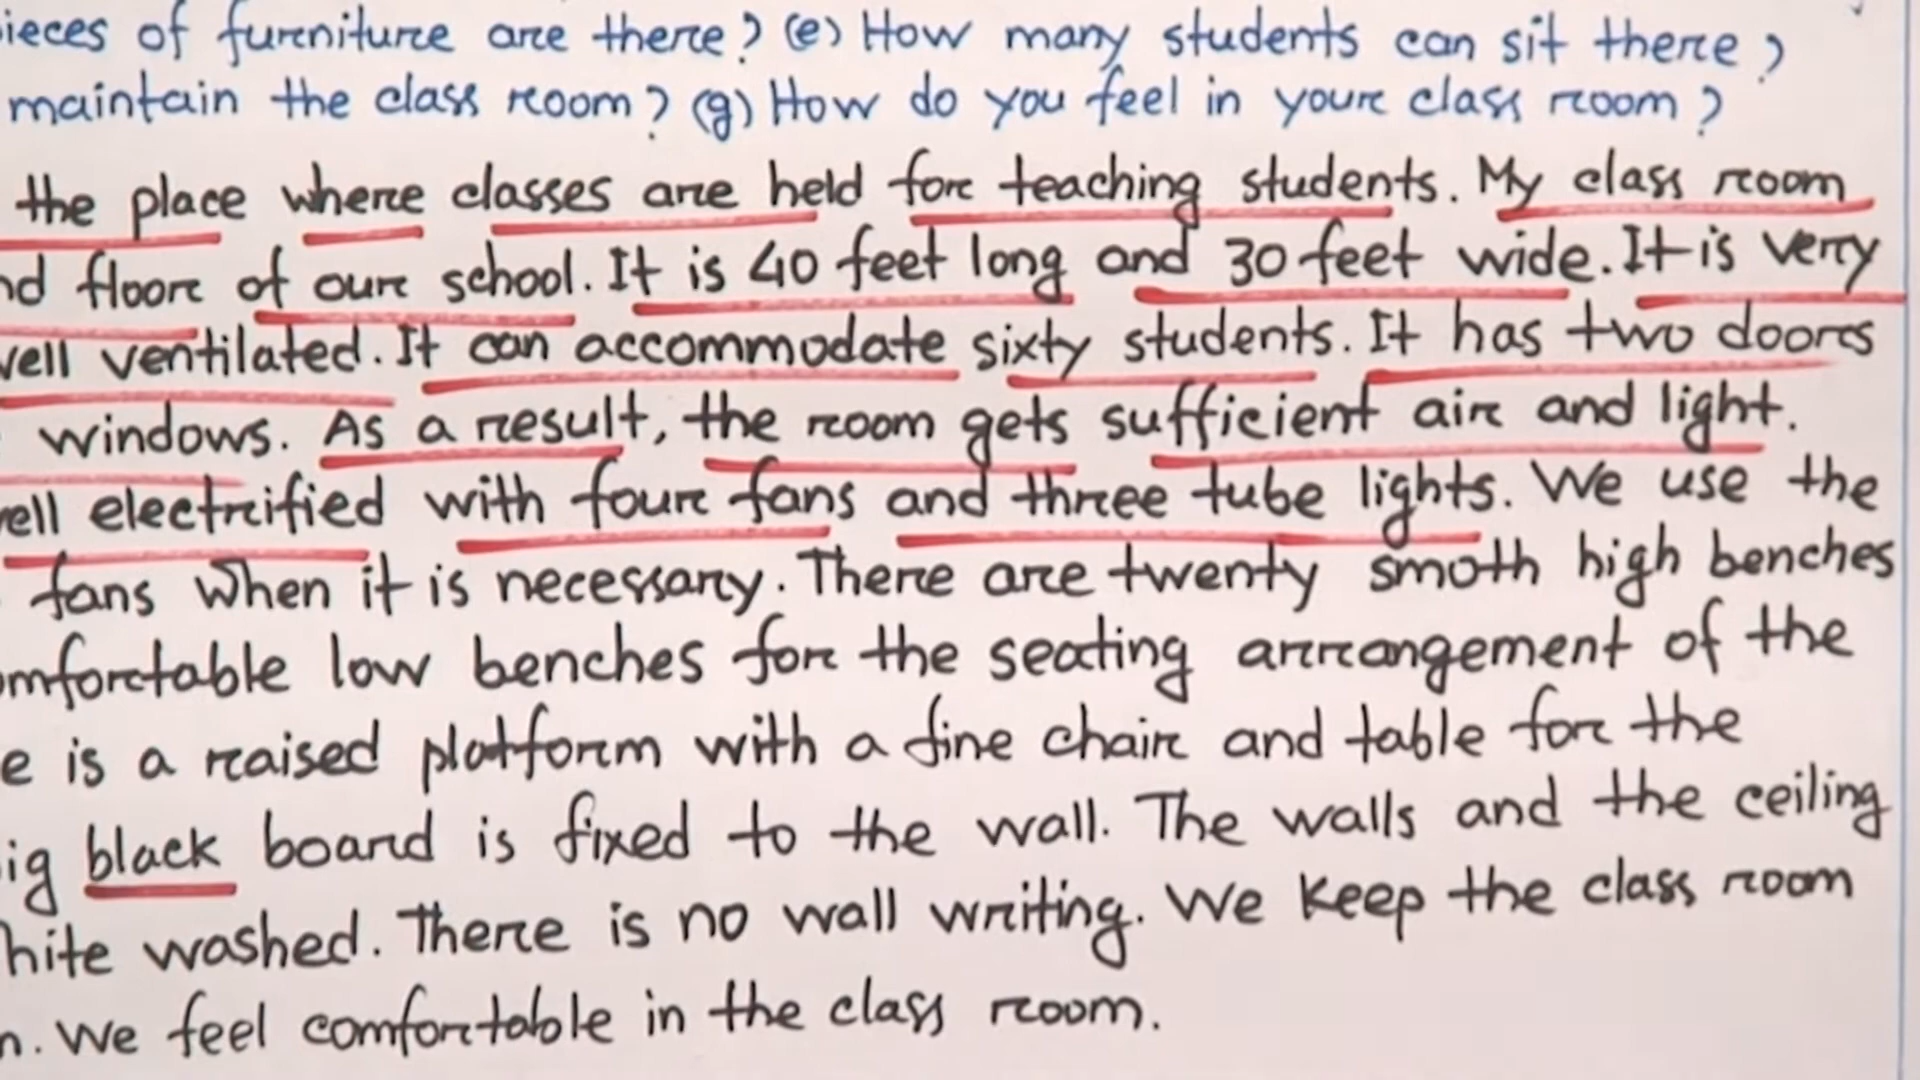 ieces of furniture are there? (e) How many students can sit there?
maintain the class room? (g) How do you feel in your class room?
the place where classes are held for teaching students. My class room
nd floor of our school. It is 40 feet long and 30 feet wide. It is very
well ventilated. It can accommodate sixty students. It has two doors
windows. As a result, the room gets sufficient air and light.
ell electrified with four fans and three tube lights. We use the
fans when it is necessary. There are twenty smoth high benches
omfortable low benches for the seating arrangement of the
e is a raised platform with a fine chair and table for the
ig black board is fixed to the wall. The walls and the ceiling
hite washed. There is no wall writing. We keep the class room
n. We feel comfortable in the class room.